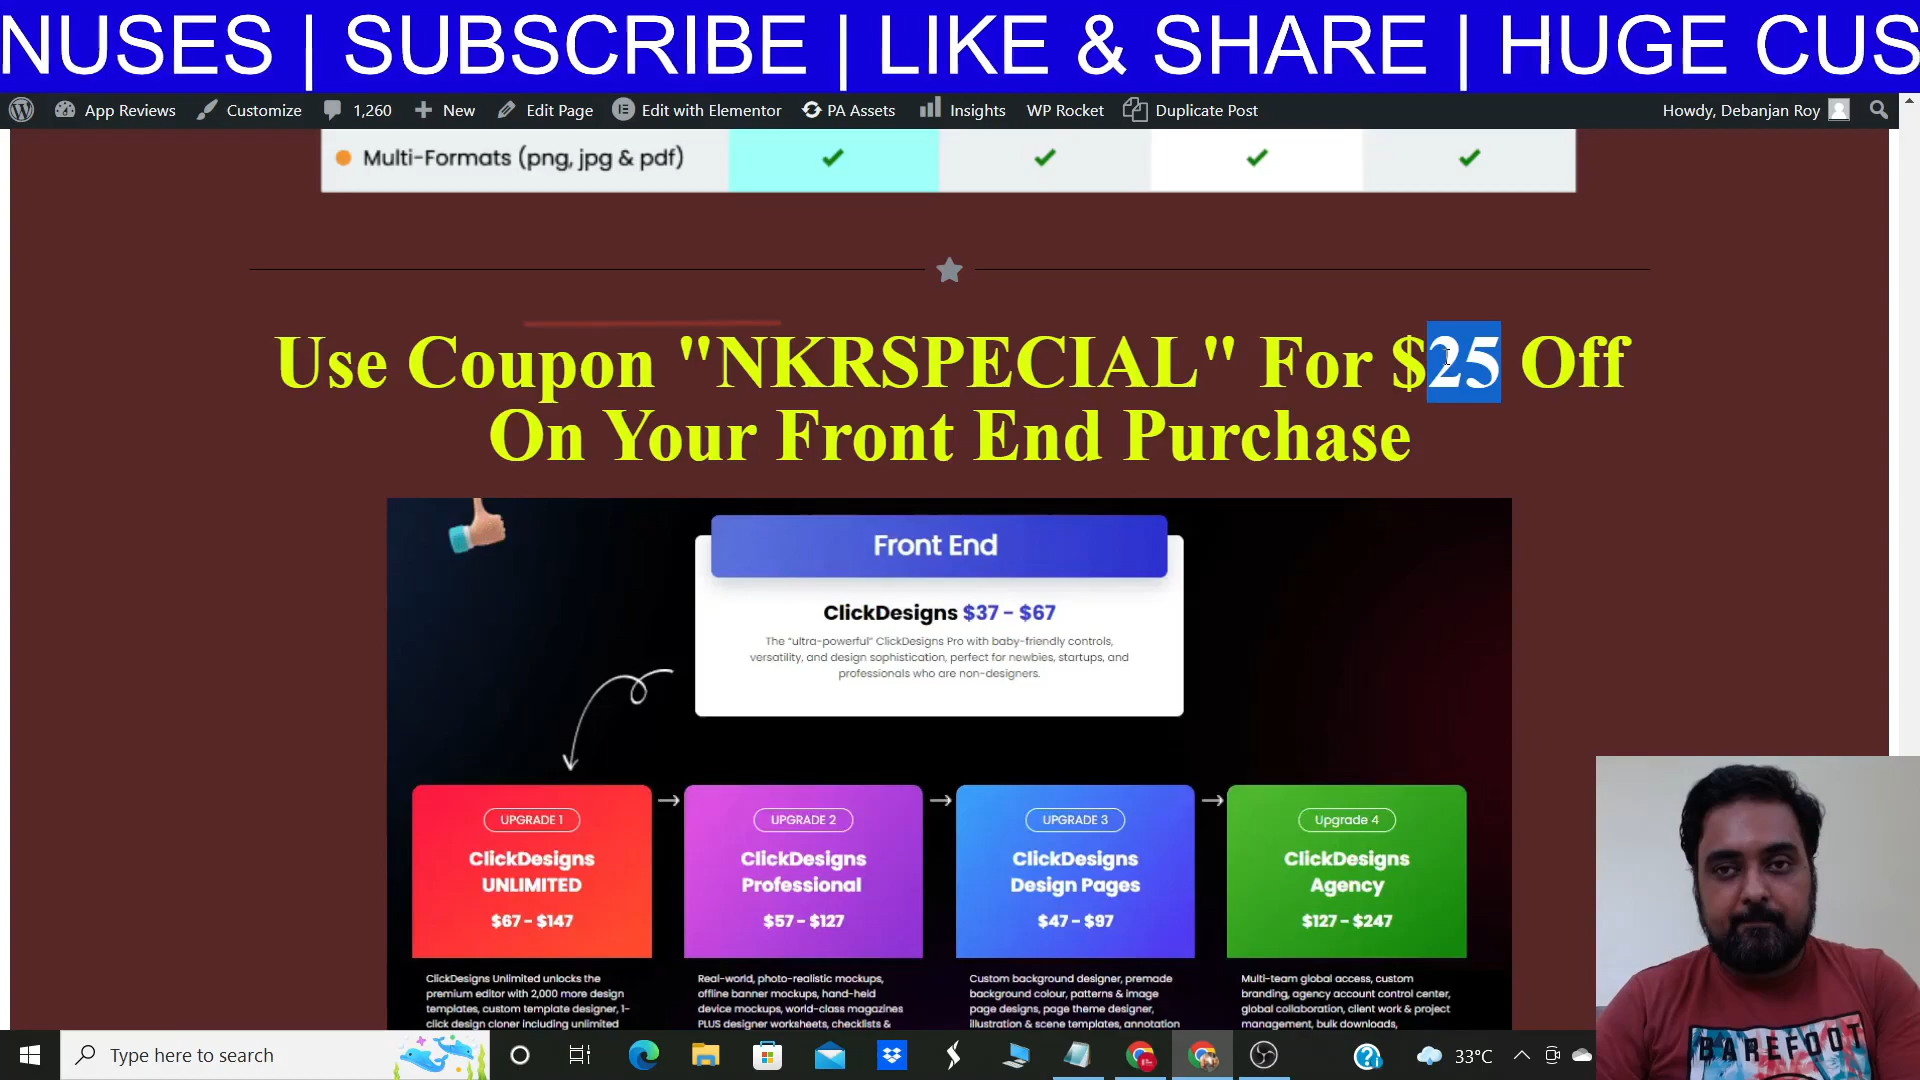 NUSES | SUBSCRIBE | LIKE & SHARE | HUGE CUS
App Reviews Customize 1,260 New Edit Page Edit with Elementor PA Assets Insights WP Rocket Duplicate Post Howdy, Debanjan Roy
Multi-Formats (png, jpg & pdf)
Use Coupon "NKRSPECIAL" For $25 Off
On Your Front End Purchase
Front End
ClickDesigns $37 - $67
The "ultra-powerful" ClickDesigns Pro with baby-friendly controls,
versatility, and design sophistication, perfect for newbies, startups, and
professionals who are non-designers.
UPGRADE 1
ClickDesigns
UNLIMITED
$67 - $147
ClickDesigns Unlimited unlocks the
premium editor with 2,000 more design
templates, custom template designer, 1-
click design cloner including unlimited
UPGRADE 2
ClickDesigns
Professional
$57 - $127
Real-world, photo-realistic mockups,
offline banner mockups, hand-held
device mockups, world-class magazines
PLUS designer worksheets, checklists &
UPGRADE 3
ClickDesigns
Design Pages
$47 - $97
Custom background designer, premade
background colour, patterns & image
page designs, page theme designer,
illustration & scene templates, annotation
Upgrade 4
ClickDesigns
Agency
$127 - $247
Multi-team global access, custom
branding, agency account control center,
global collaboration, client work & project
management, bulk downloads,
BAREFOOT
Type here to search
33°C